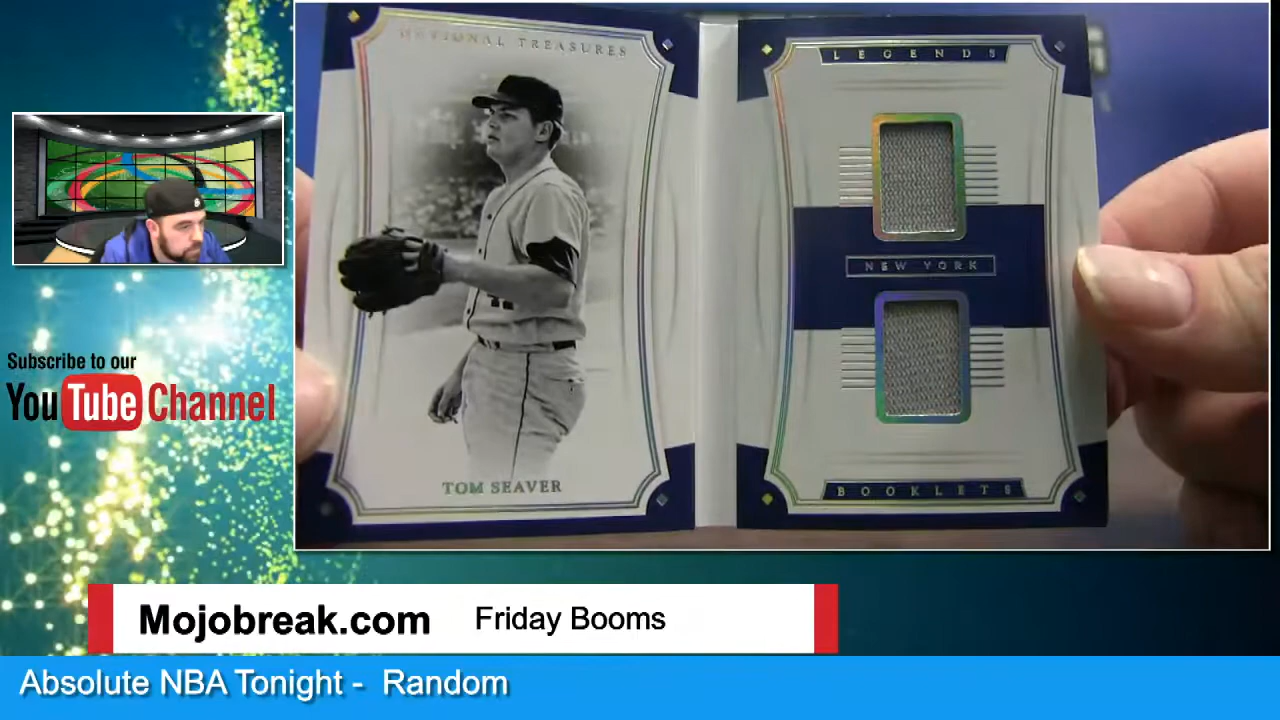 NATIONAL TREASURES
LEGENDS
NEW YORK
TOM SEAVER
BOOKLETS
Subscribe to our
YouTube Channel
Mojobreak.com Friday Booms
Absolute NBA Tonight - Random